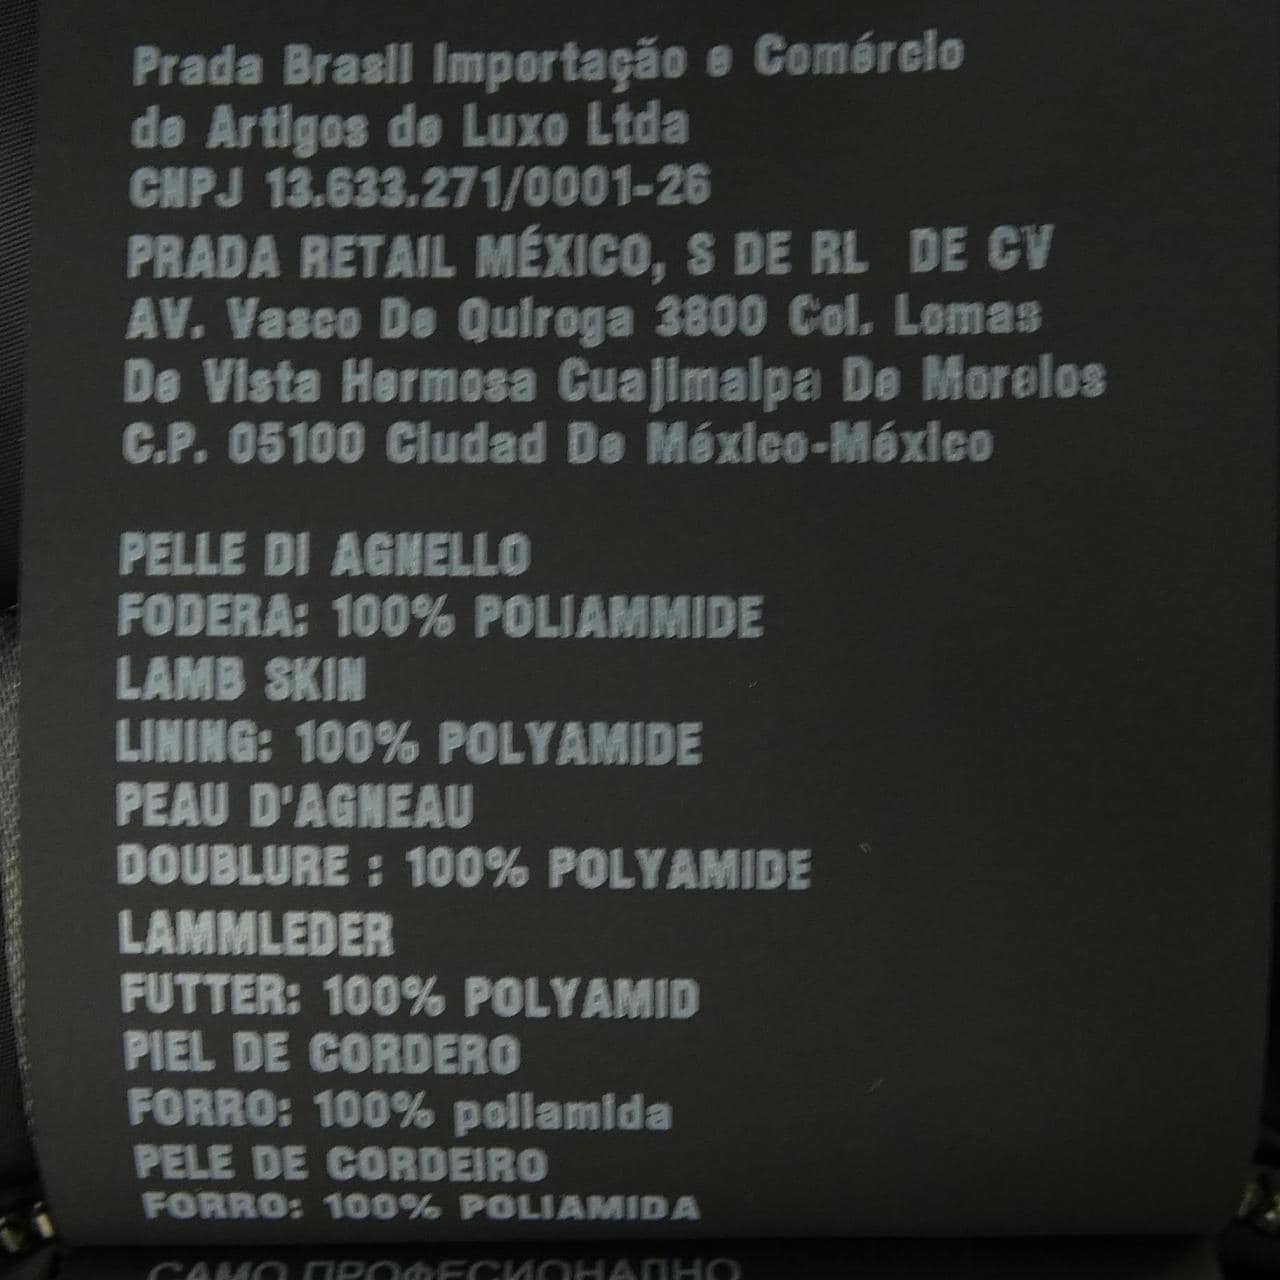 Prada Brasil Importação e Comércio
de Artigos de Luxo Ltda
CNPJ 13.633.271/0001-26
PRADA RETAIL MÉXICO, S DE RL DE CV
AV. Vasco De Quiroga 3800 Col. Lomas
De Vista Hermosa Cuajimalpa De Morelos
C.P. 05100 Ciudad De México-México
PELLE DI AGNELLO
FODERA: 100% POLIAMMIDE
LAMB SKIN
LINING: 100% POLYAMIDE
PEAU D'AGNEAU
DOUBLURE : 100% POLYAMIDE
LAMMLEDER
FUTTER: 100% POLYAMID
PIEL DE CORDERO
FORRO: 100% poliamida
PELE DE CORDEIRO
FORRO: 100% POLIAMIDA
САМО ПРОФЕСИОНАЛНО